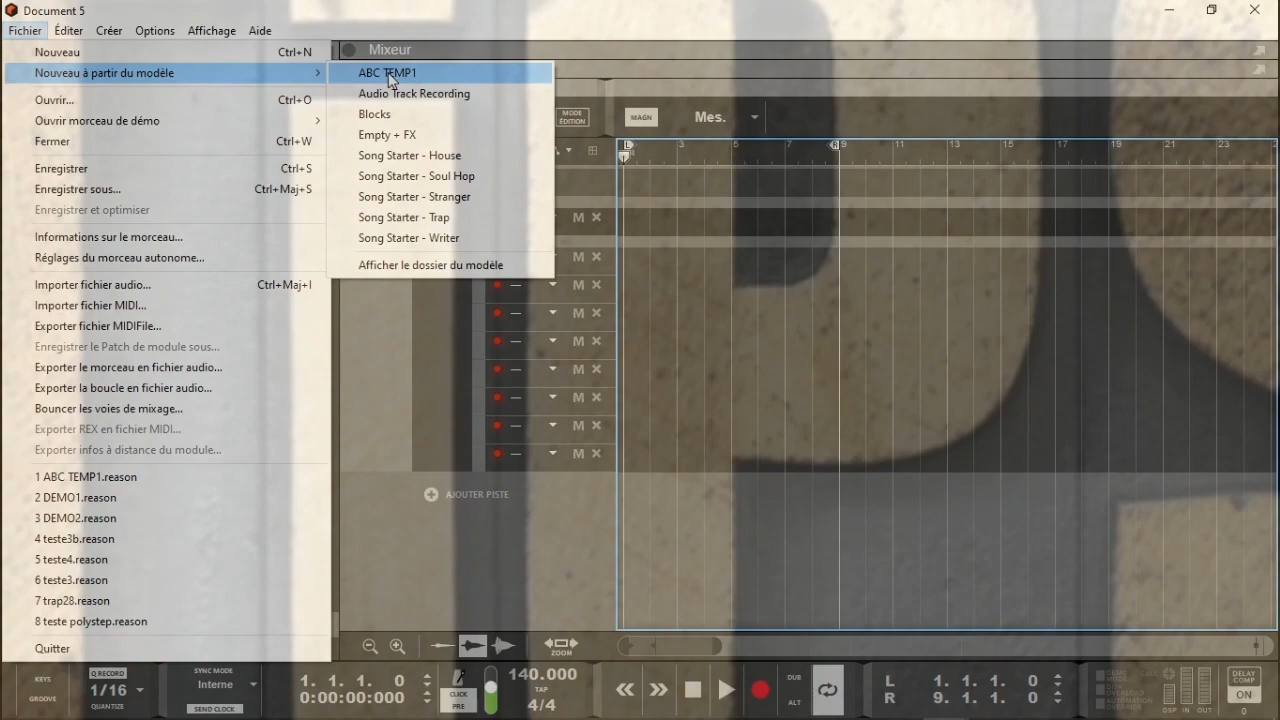 Document 5
Fichier Éditer Créer Options Affichage Aide
Nouveau Ctrl+N
Nouveau à partir du modèle
Ouvrir... Ctrl+O
Ouvrir morceau de démo
Fermer Ctrl+W
Enregistrer Ctrl+S
Enregistrer sous... Ctrl+Maj+S
Enregistrer et optimiser
Informations sur le morceau...
Réglages du morceau autonome...
Importer fichier audio... Ctrl+Maj+I
Importer fichier MIDI...
Exporter fichier MIDIFile...
Enregistrer le Patch de module sous...
Exporter le morceau en fichier audio...
Exporter la boucle en fichier audio...
Bouncer les voies de mixage...
Exporter REX en fichier MIDI...
Exporter infos à distance du module...
1 ABC TEMP1.reason
2 DEMO1.reason
3 DEMO2.reason
4 teste3b.reason
5 teste4.reason
6 teste3.reason
7 trap28.reason
8 teste polystep.reason
Quitter
ABC TEMP1
Audio Track Recording
Blocks
Empty + FX
Song Starter - House
Song Starter - Soul Hop
Song Starter - Stranger
Song Starter - Trap
Song Starter - Writer
Afficher le dossier du modèle
Mixeur
MODE
ÉDITION
MAGN
Mes.
L R
3 5 7 9 11 13 15 17 19 21 23
M
M
M
M
M
M
M
M
M
AJOUTER PISTE
ZOOM
KEYS
GROOVE
Q RECORD
1/16
QUANTIZE
SYNC MODE
Interne
SEND CLOCK
1. 1. 1. 0
0:00:00:000
CLICK
PRE
140.000
TAP
4/4
DUB
ALT
L 1. 1. 1. 0
R 9. 1. 1. 0
DSP IN OUT
DELAY
COMP
ON
0